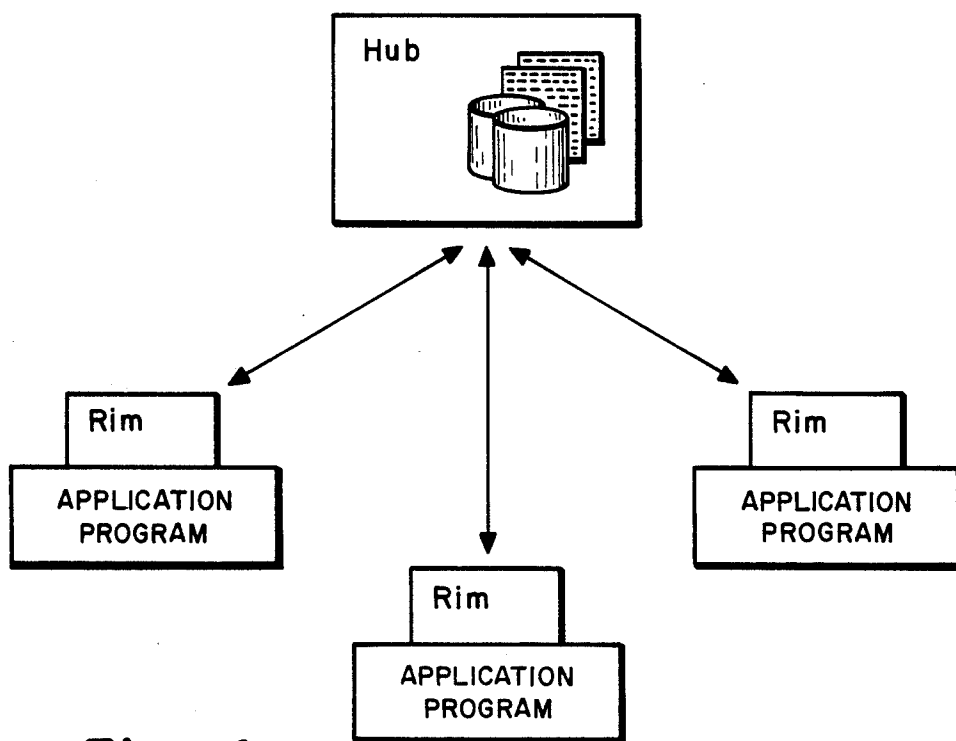 Hub
Rim
APPLICATION
PROGRAM
Rim
APPLICATION
PROGRAM
Rim
APPLICATION
PROGRAM